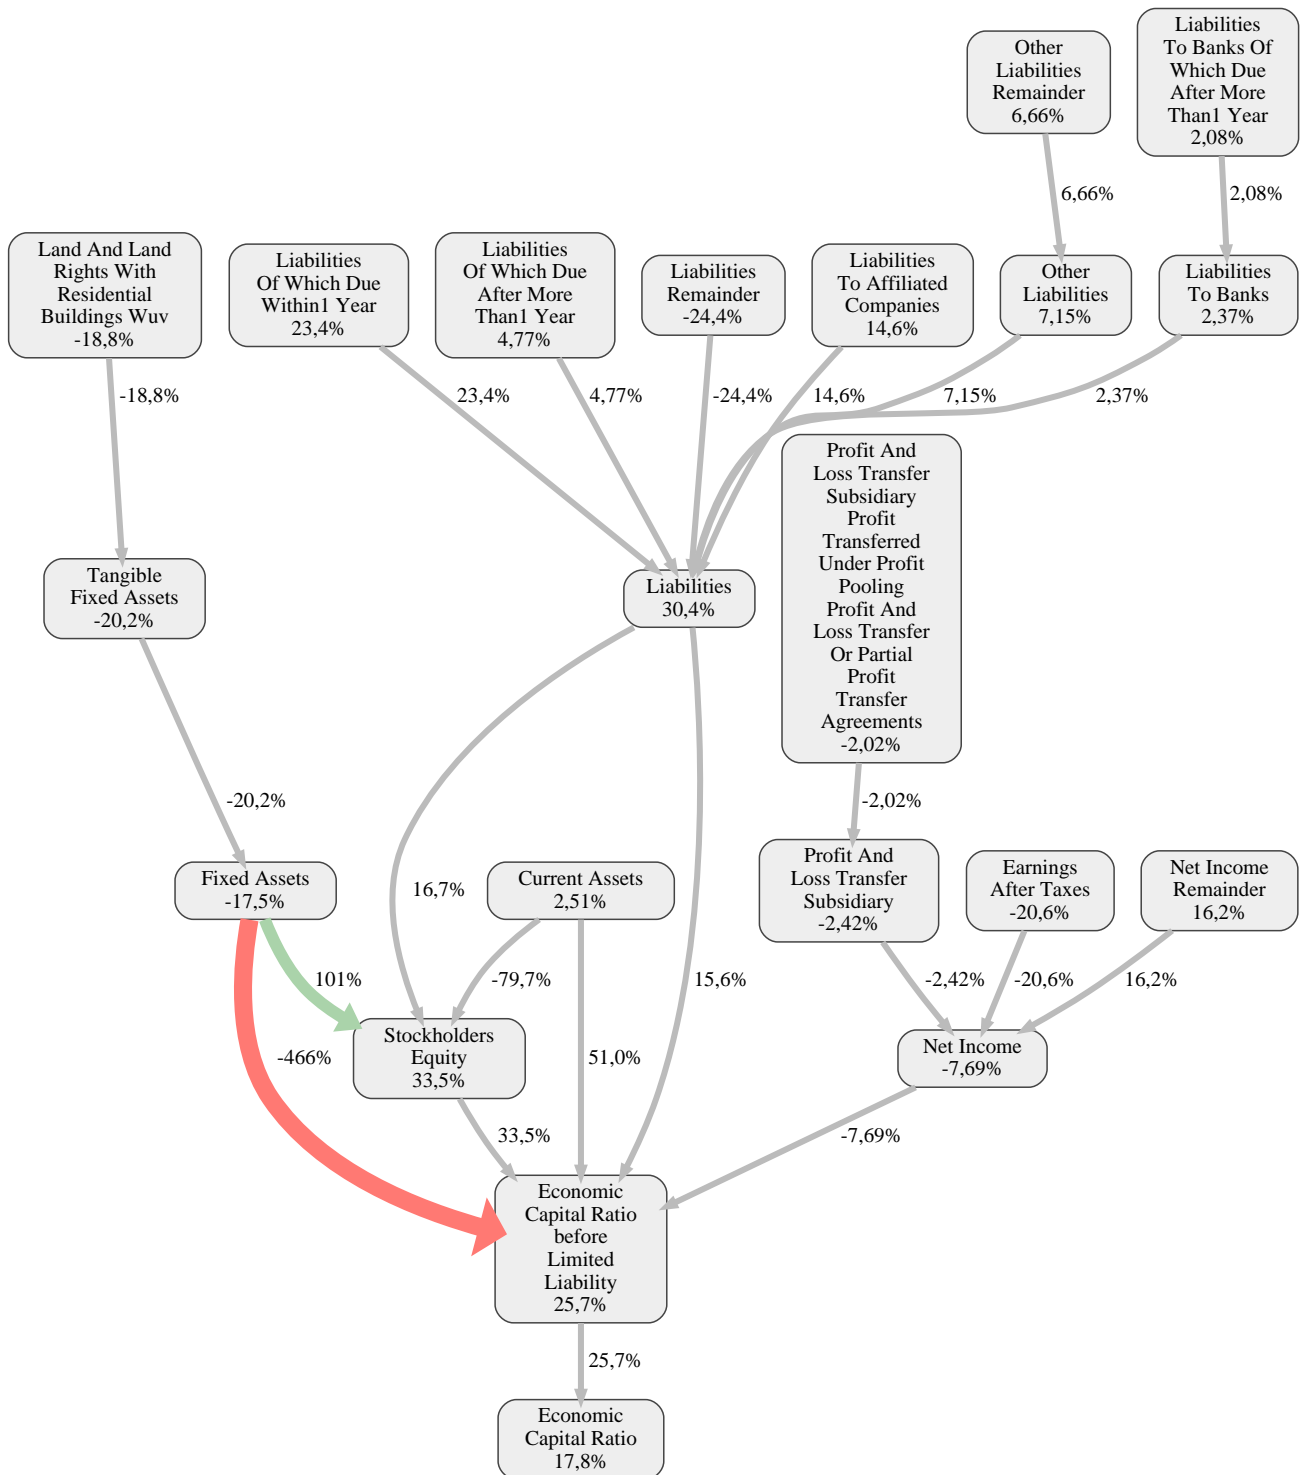 Other
Liabilities
Remainder
6,66%
Liabilities
To Banks Of
Which Due
After More
Than1 Year
2,08%
6,66%
2,08%
Land And Land
Rights With
Residential
Buildings Wuv
-18,8%
Liabilities
Of Which Due
Within1 Year
23,4%
Liabilities
Of Which Due
After More
Than1 Year
4,77%
Liabilities
Remainder
-24,4%
Liabilities
To Affiliated
Companies
14,6%
Other
Liabilities
7,15%
Liabilities
To Banks
2,37%
-18,8%
23,4%
4,77%
-24,4%
14,6%
7,15%
2,37%
Profit And
Loss Transfer
Subsidiary
Profit
Transferred
Under Profit
Pooling
Profit And
Loss Transfer
Or Partial
Profit
Transfer
Agreements
-2,02%
Tangible
Fixed Assets
-20,2%
Liabilities
30,4%
-20,2%
-2,02%
Fixed Assets
-17,5%
16,7%
Current Assets
2,51%
Profit And
Loss Transfer
Subsidiary
-2,42%
Earnings
After Taxes
-20,6%
Net Income
Remainder
16,2%
101%
-79,7%
15,6%
-2,42%
-20,6%
16,2%
-466%
Stockholders
Equity
33,5%
51,0%
Net Income
-7,69%
33,5%
-7,69%
Economic
Capital Ratio
before
Limited
Liability
25,7%
25,7%
Economic
Capital Ratio
17,8%